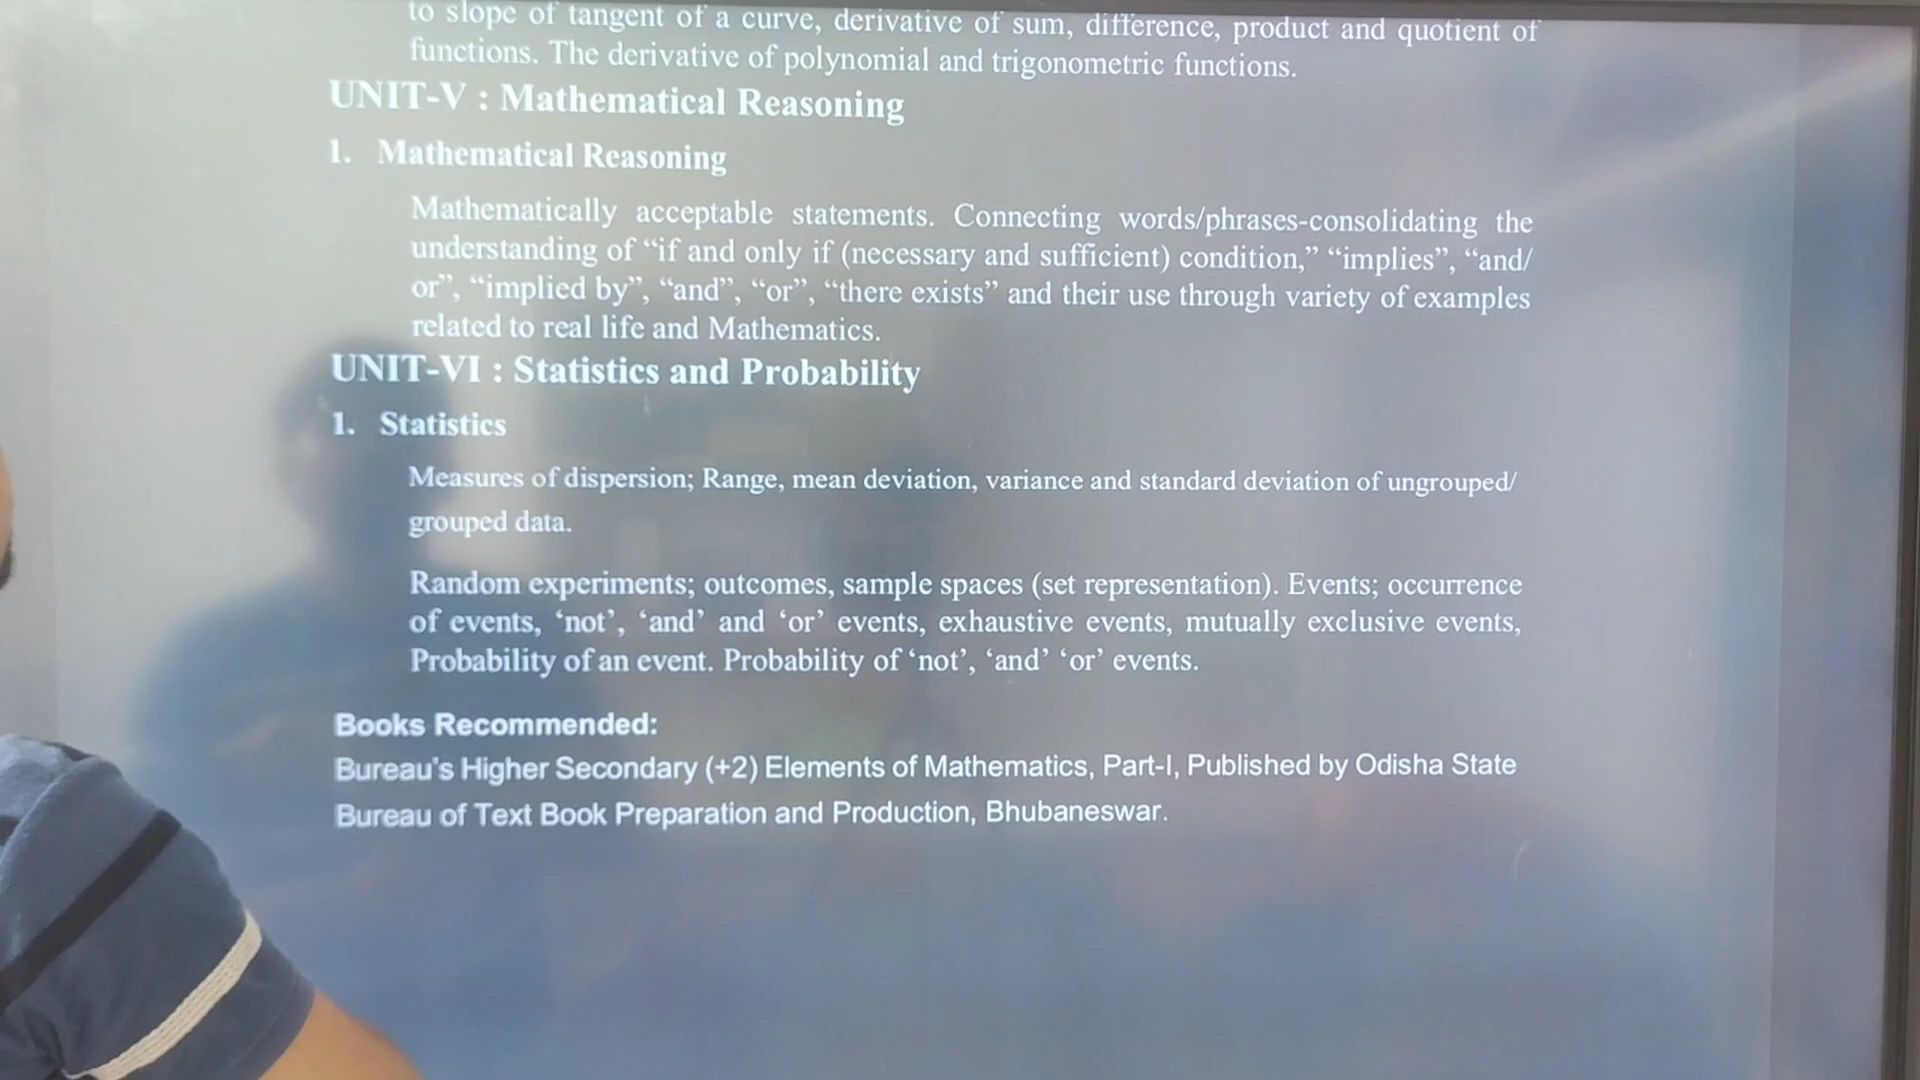 to slope of tangent of a curve, derivative of sum, difference, product and quotient of
functions. The derivative of polynomial and trigonometric functions.
UNIT-V : Mathematical Reasoning
1. Mathematical Reasoning
Mathematically acceptable statements. Connecting words/phrases-consolidating the
understanding of “if and only if (necessary and sufficient) condition,” “implies”, “and/
or”, “implied by”, “and”, “or”, “there exists” and their use through variety of examples
related to real life and Mathematics.
UNIT-VI : Statistics and Probability
1. Statistics
Measures of dispersion; Range, mean deviation, variance and standard deviation of ungrouped/
grouped data.
Random experiments; outcomes, sample spaces (set representation). Events; occurrence
of events, ‘not’, ‘and’ and ‘or’ events, exhaustive events, mutually exclusive events,
Probability of an event. Probability of ‘not’, ‘and’ ‘or’ events.
Books Recommended:
Bureau's Higher Secondary (+2) Elements of Mathematics, Part-I, Published by Odisha State
Bureau of Text Book Preparation and Production, Bhubaneswar.